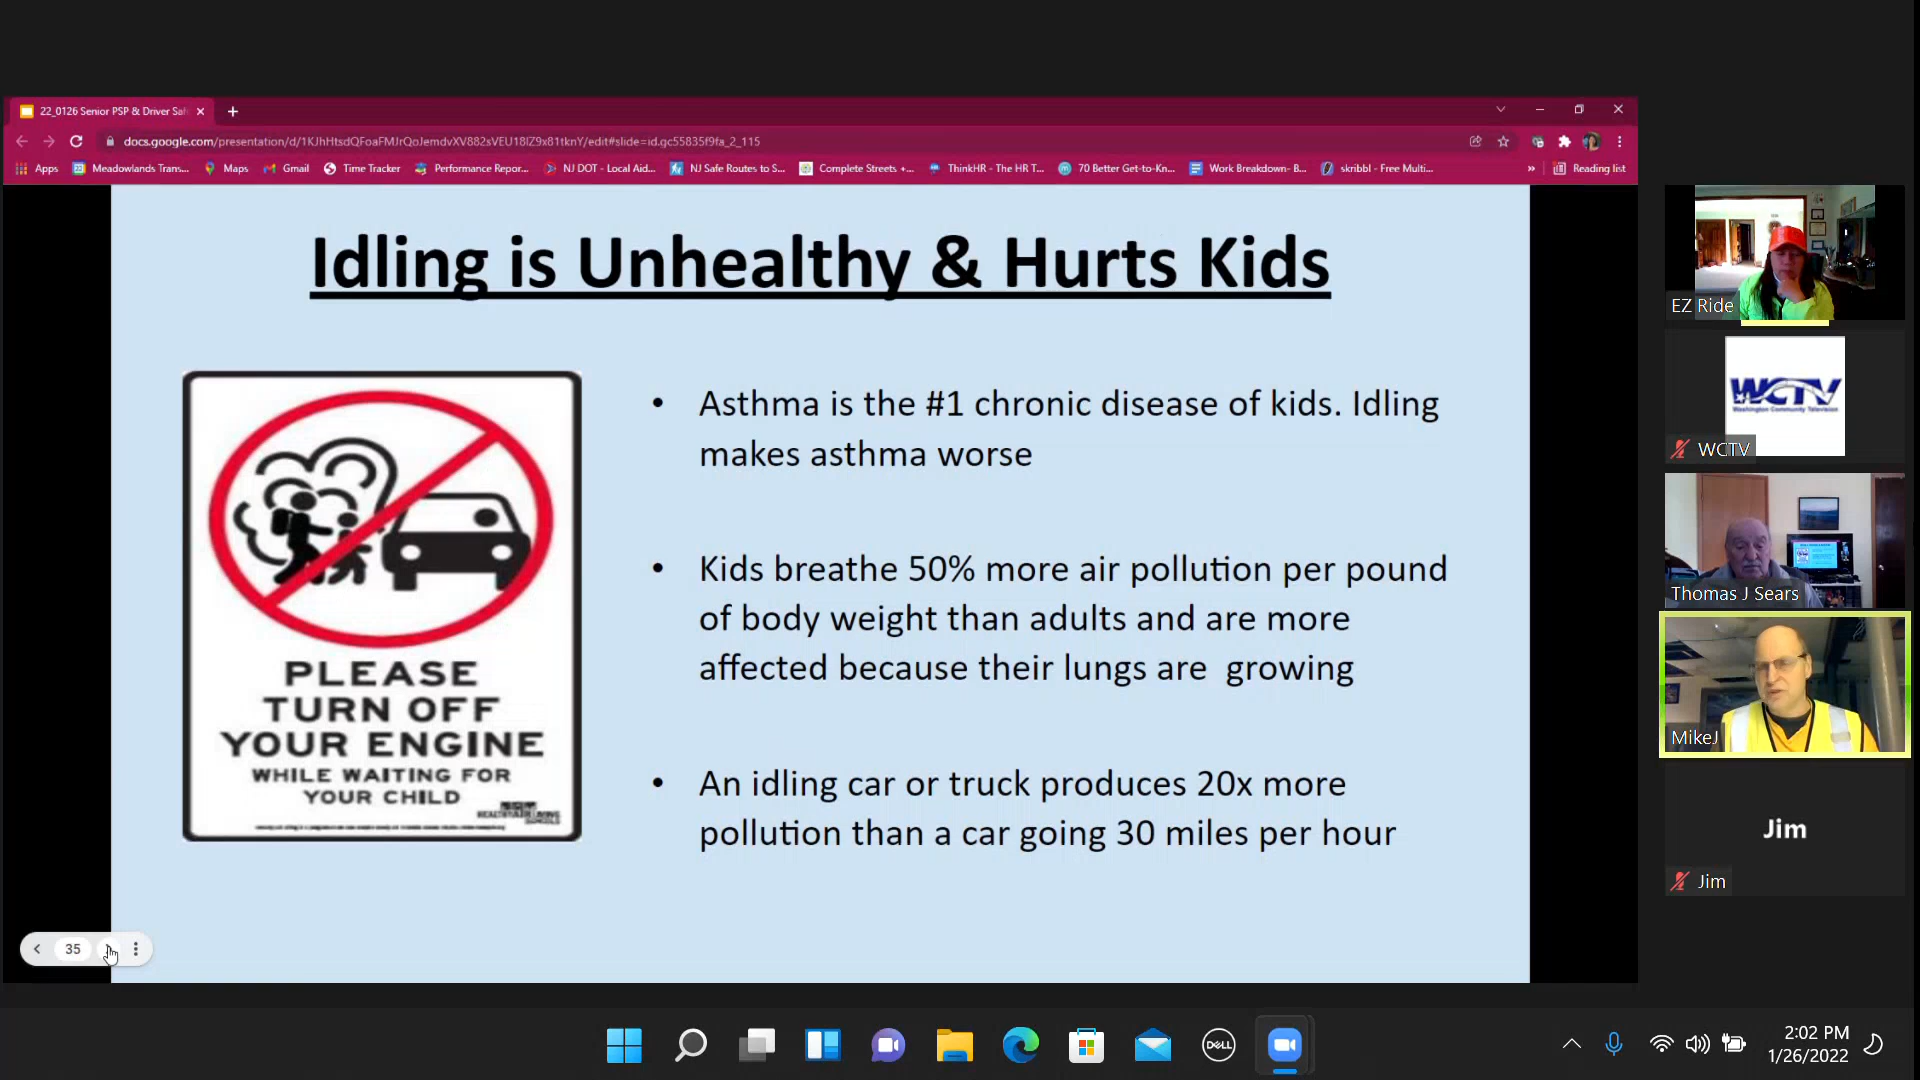 22_0126 Senior PSP & Driver Saf
docs.google.com/presentation/d/1KJhHtsdQFoaFMJrQoJemdvXV882sVEU18IZ9x81tknY/edit#slide=id.gc55835f9fa_2_115
Apps Meadowlands Trans... Maps Gmail Time Tracker Performance Repor... NJ DOT - Local Aid... NJ Safe Routes to S... Complete Streets +... ThinkHR - The HR T... 70 Better Get-to-Kn... Work Breakdown- B... skribbl - Free Multi... » Reading list
Idling is Unhealthy & Hurts Kids
PLEASE
TURN OFF
YOUR ENGINE
WHILE WAITING FOR
YOUR CHILD
• Asthma is the #1 chronic disease of kids. Idling
makes asthma worse
• Kids breathe 50% more air pollution per pound
of body weight than adults and are more
affected because their lungs are growing
• An idling car or truck produces 20x more
pollution than a car going 30 miles per hour
35
EZ Ride
WCTV
Washington Community Television
WCTV
Thomas J Sears
MikeJ
Jim
Jim
DELL
2:02 PM
1/26/2022